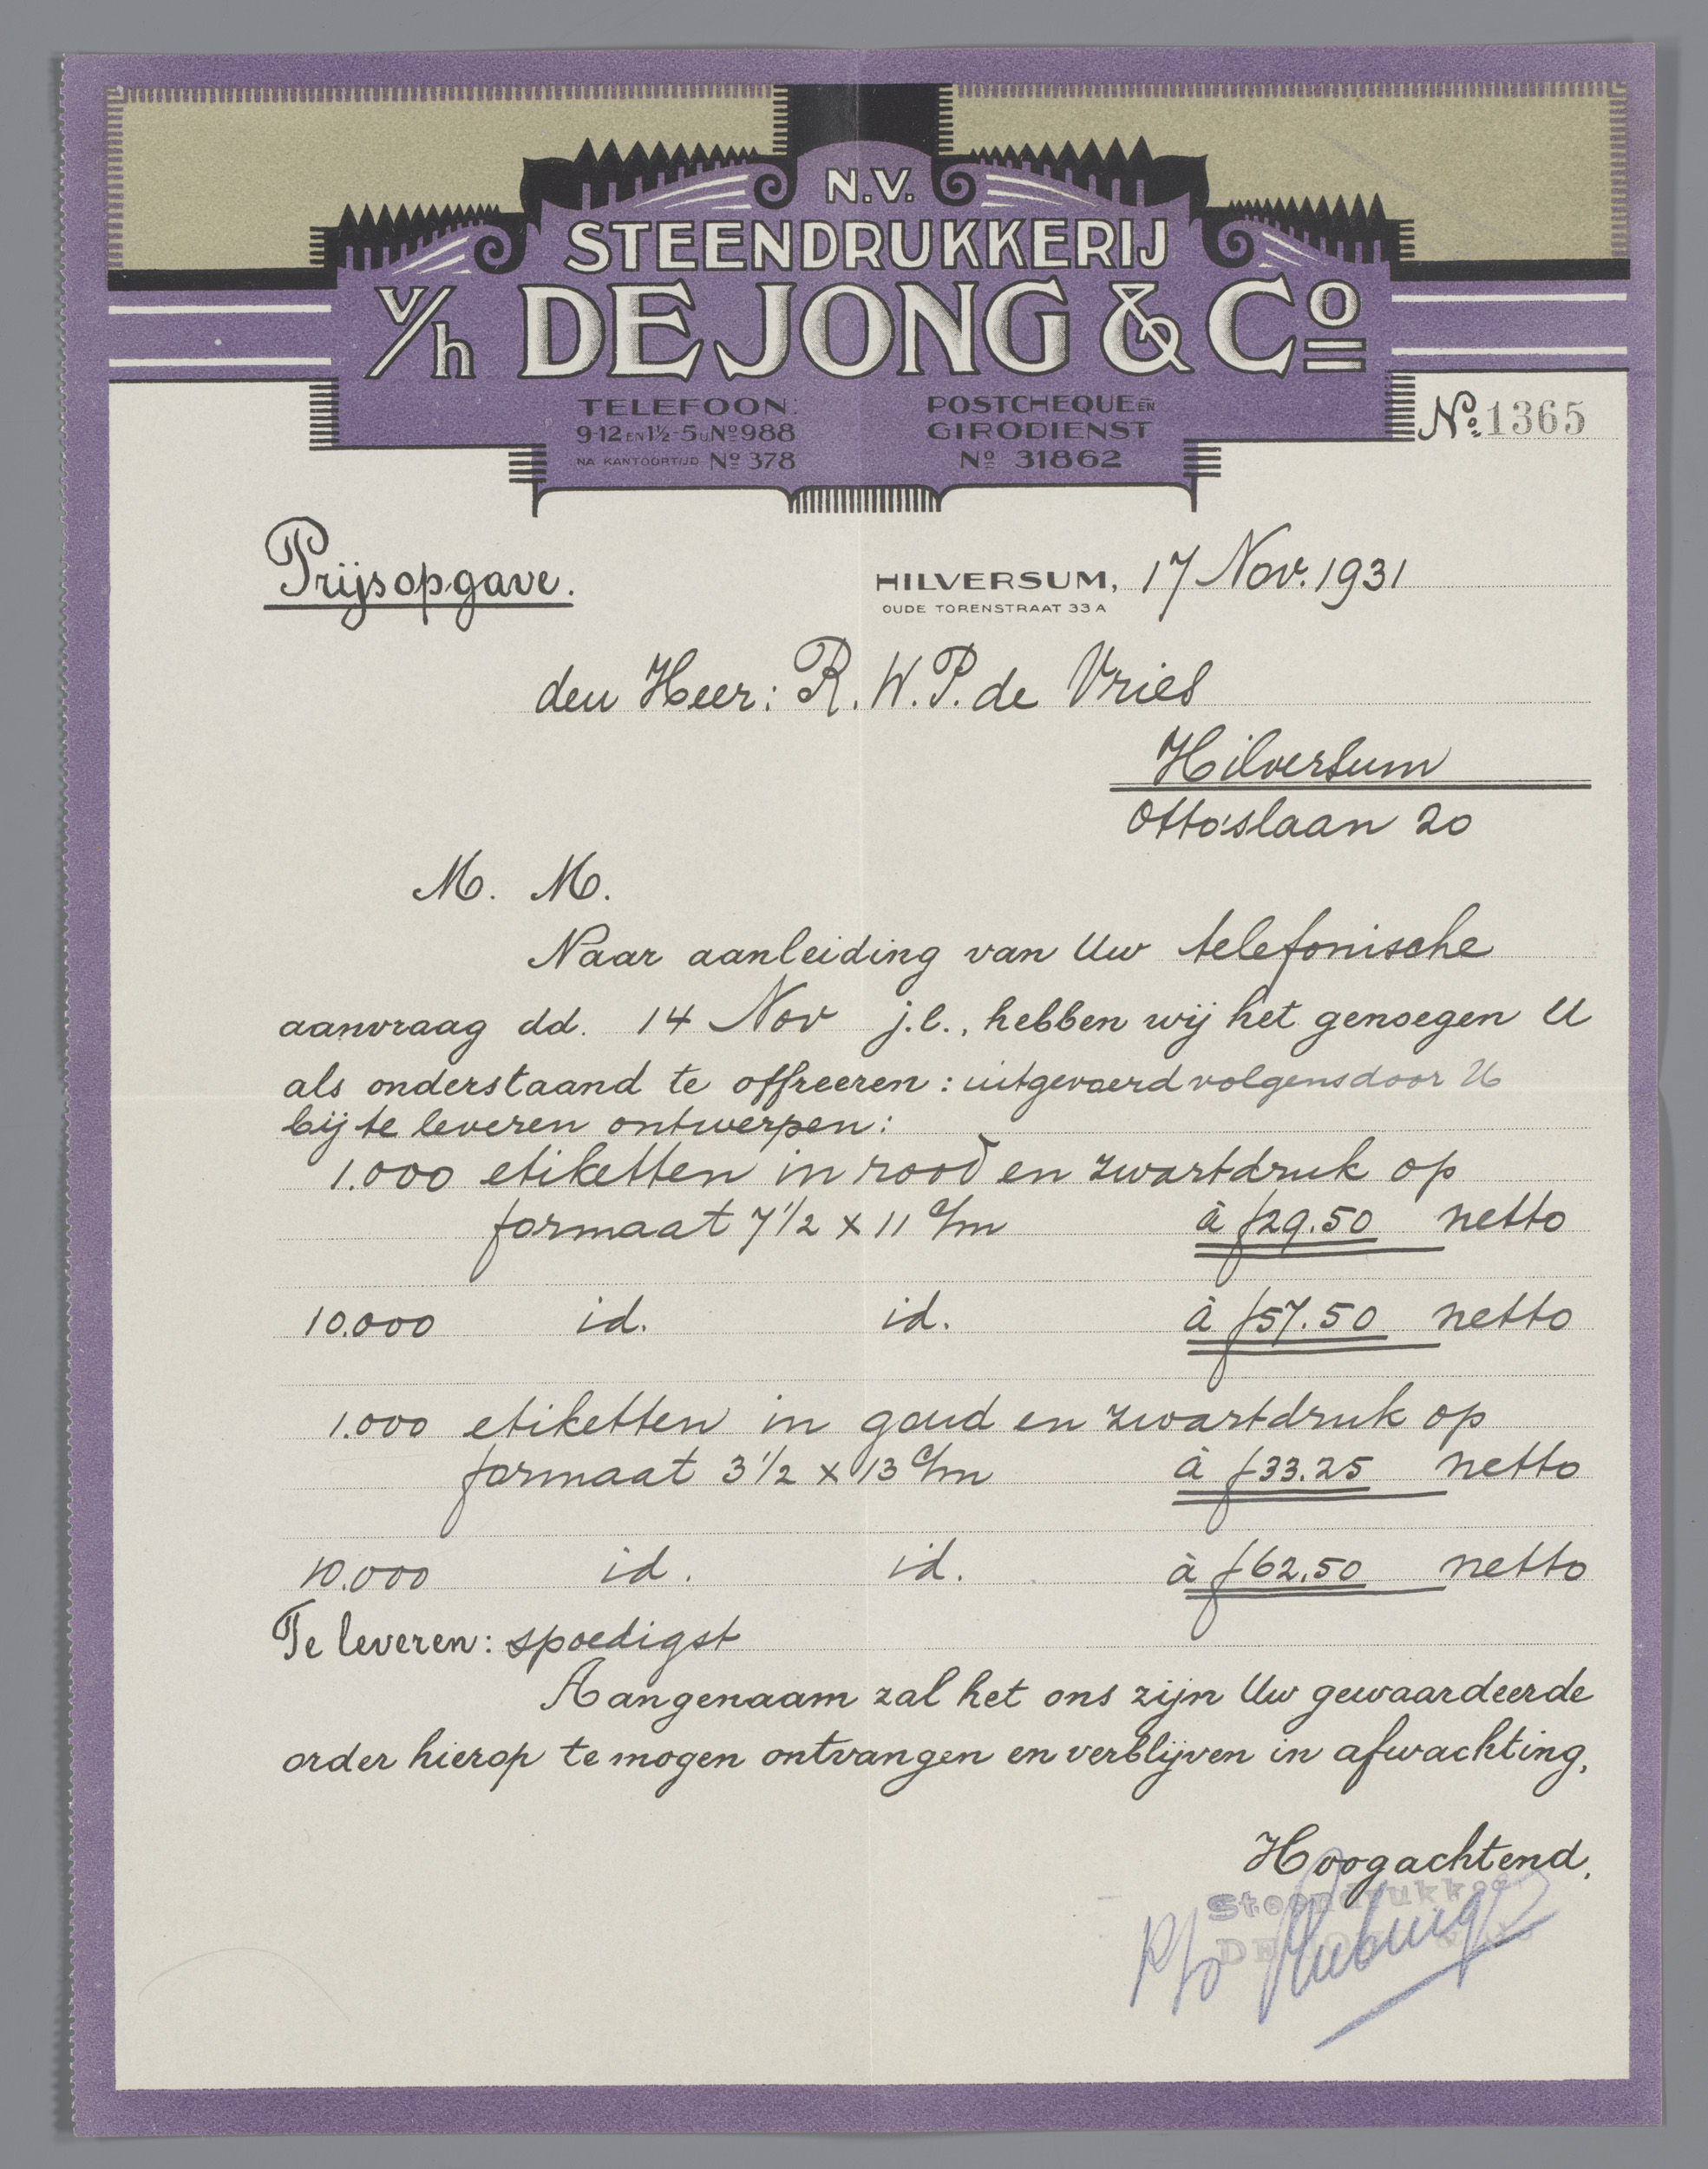 N.V.
STEENDRUKKERIJ
V/h DE JONG & Co
TELEFOON:
9-12 EN 1½-5 U No 988
NA KANTOORTIJD No 378
POSTCHEQUE EN
GIRODIENST
No 31862
No. 1365
Prijsopgave.
HILVERSUM, 17 Nov. 1931
OUDE TORENSTRAAT 33 A
den Heer: R. W. P. de Vries
Hilversum
Otto'slaan 20
M. M.
Naar aanleiding van Uw telefonische
aanvraag dd. 14 Nov j.l., hebben wij het genoegen U
als onderstaand te offreeren: uitgevoerd volgens door U
bij te leveren ontwerpen:
1.000 etiketten in rood en zwartdruk op
formaat 7 1/2 x 11 c/m à f 29.50 netto
10.000 id. id. à f 57.50 netto
1.000 etiketten in goud en zwartdruk op
formaat 3 1/2 x 13 c/m à f 33.25 netto
10.000 id. id. à f 62.50 netto
Te leveren: spoedigst
Aangenaam zal het ons zijn Uw gewaardeerde
order hierop te mogen ontvangen en verblijven in afwachting,
Hoogachtend,
Steendrukkerij